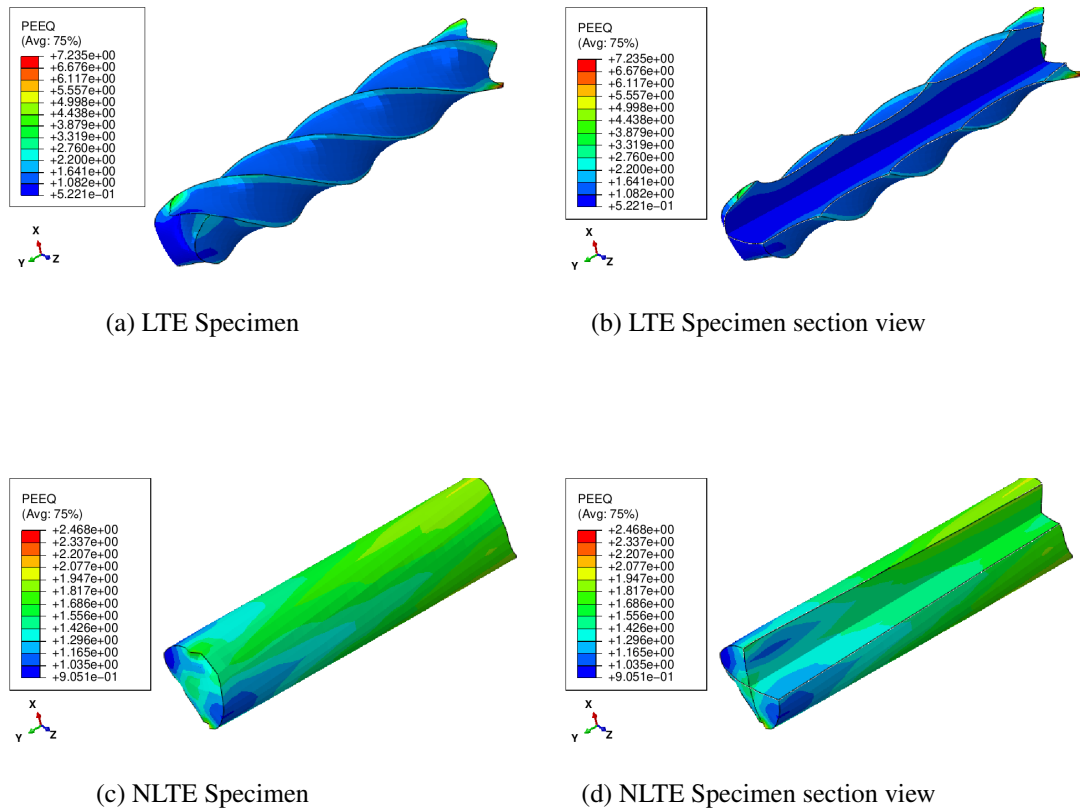 PEEQ
(Avg: 75%)
+7.235e+00
+6.676e+00
+6.117e+00
+5.557e+00
+4.998e+00
+4.438e+00
+3.879e+00
+3.319e+00
+2.760e+00
+2.200e+00
+1.641e+00
+1.082e+00
+5.221e-01
X
Y
Z
(a) LTE Specimen
PEEQ
(Avg: 75%)
+7.235e+00
+6.676e+00
+6.117e+00
+5.557e+00
+4.998e+00
+4.438e+00
+3.879e+00
+3.319e+00
+2.760e+00
+2.200e+00
+1.641e+00
+1.082e+00
+5.221e-01
X
Y
Z
(b) LTE Specimen section view
PEEQ
(Avg: 75%)
+2.468e+00
+2.337e+00
+2.207e+00
+2.077e+00
+1.947e+00
+1.817e+00
+1.686e+00
+1.556e+00
+1.426e+00
+1.296e+00
+1.165e+00
+1.035e+00
+9.051e-01
X
Y
Z
(c) NLTE Specimen
PEEQ
(Avg: 75%)
+2.468e+00
+2.337e+00
+2.207e+00
+2.077e+00
+1.947e+00
+1.817e+00
+1.686e+00
+1.556e+00
+1.426e+00
+1.296e+00
+1.165e+00
+1.035e+00
+9.051e-01
X
Y
Z
(d) NLTE Specimen section view